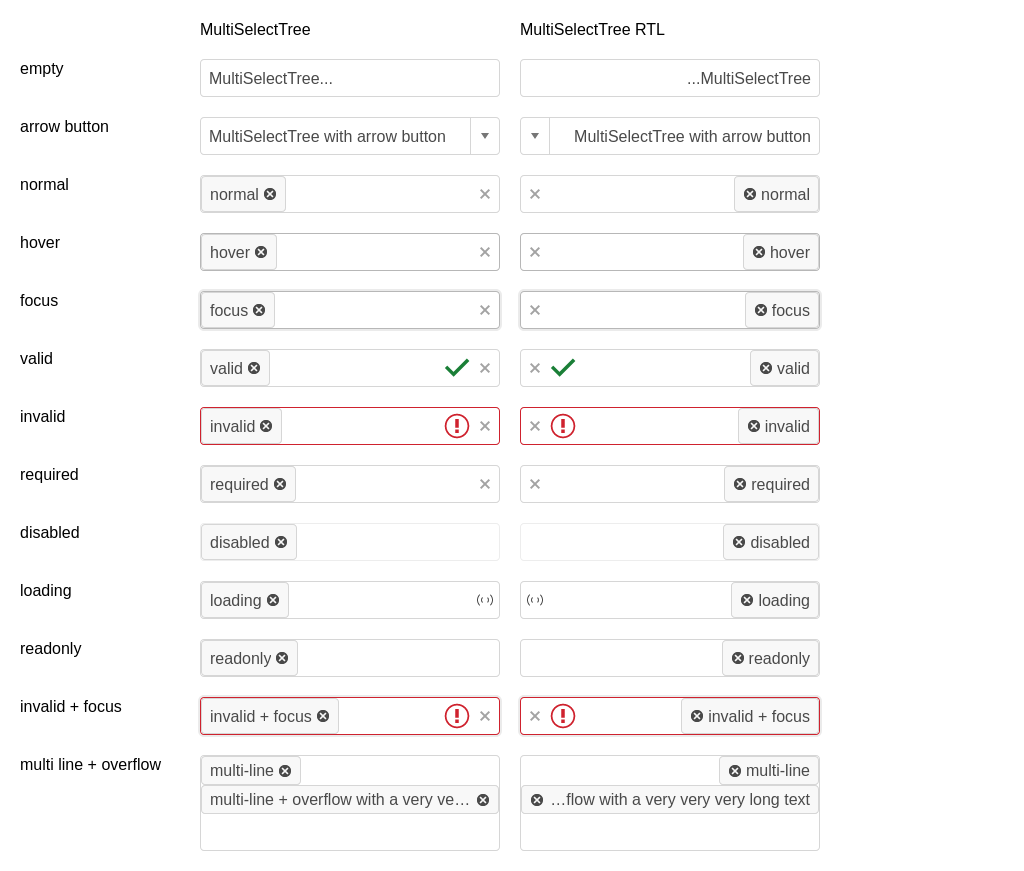 MultiSelectTree MultiSelectTree RTL
empty MultiSelectTree... ...MultiSelectTree
arrow button MultiSelectTree with arrow button MultiSelectTree with arrow button
normal normal normal
hover hover hover
focus focus focus
valid valid valid
invalid invalid invalid
required required required
disabled disabled disabled
loading loading loading
readonly readonly readonly
invalid + focus invalid + focus invalid + focus
multi line + overflow multi-line multi-line
multi-line + overflow with a very ve… …flow with a very very very long text